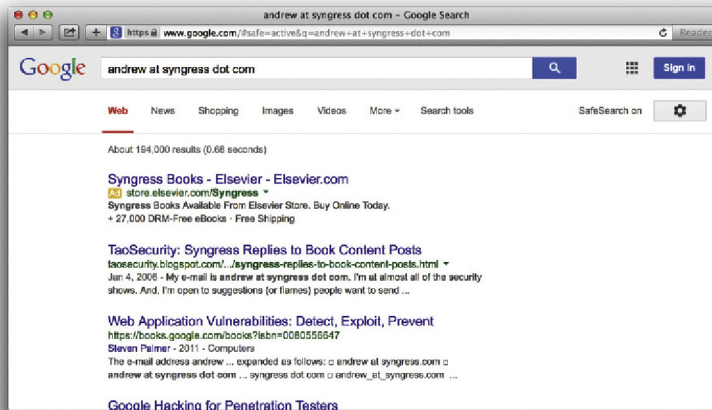 andrew at syngress dot com – Google Search
https www.google.com/#safe=active&q=andrew+at+syngress+dot+com Reader
Google andrew at syngress dot com Sign in
Web News Shopping Images Videos More Search tools SafeSearch on
About 194,000 results (0.68 seconds)
Syngress Books - Elsevier - Elsevier.com
Ad store.elsevier.com/Syngress
Syngress Books Available From Elsevier Store. Buy Online Today.
+ 27,000 DRM-Free eBooks · Free Shipping
TaoSecurity: Syngress Replies to Book Content Posts
taosecurity.blogspot.com/.../syngress-replies-to-book-content-posts.html
Jan 4, 2006 - My e-mail is andrew at syngress dot com. I'm at almost all of the security
shows. And, I'm open to suggestions (or flames) people want to send ...
Web Application Vulnerabilities: Detect, Exploit, Prevent
https://books.google.com/books?isbn=0080556647
Steven Palmer - 2011 - Computers
The e-mail address andrew ... expanded as follows: □ andrew at syngress.com □
andrew at syngress dot com ... syngress dot com □ andrew_at_syngress.com ...
Google Hacking for Penetration Testers